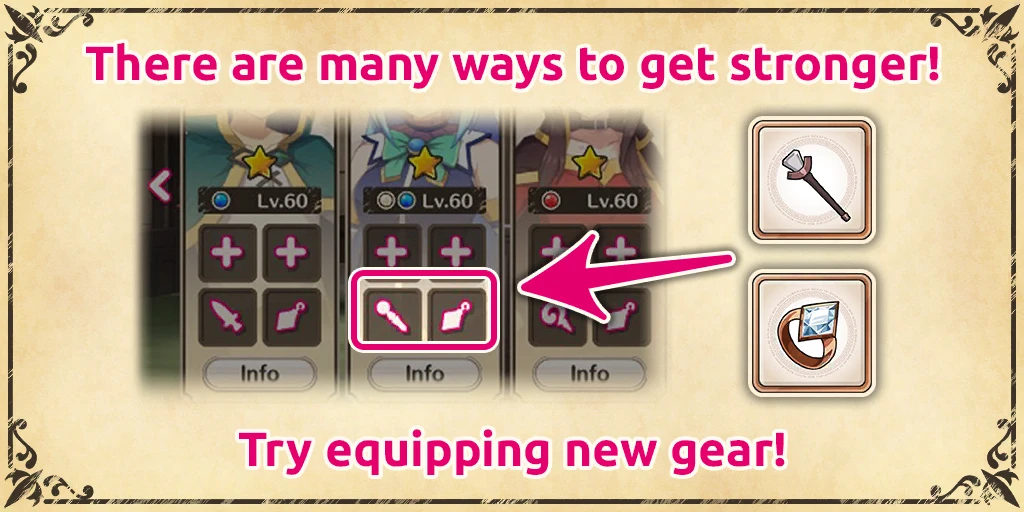 There are many ways to get stronger!
Lv.60 Lv.60 Lv.60
Info Info Info
Try equipping new gear!